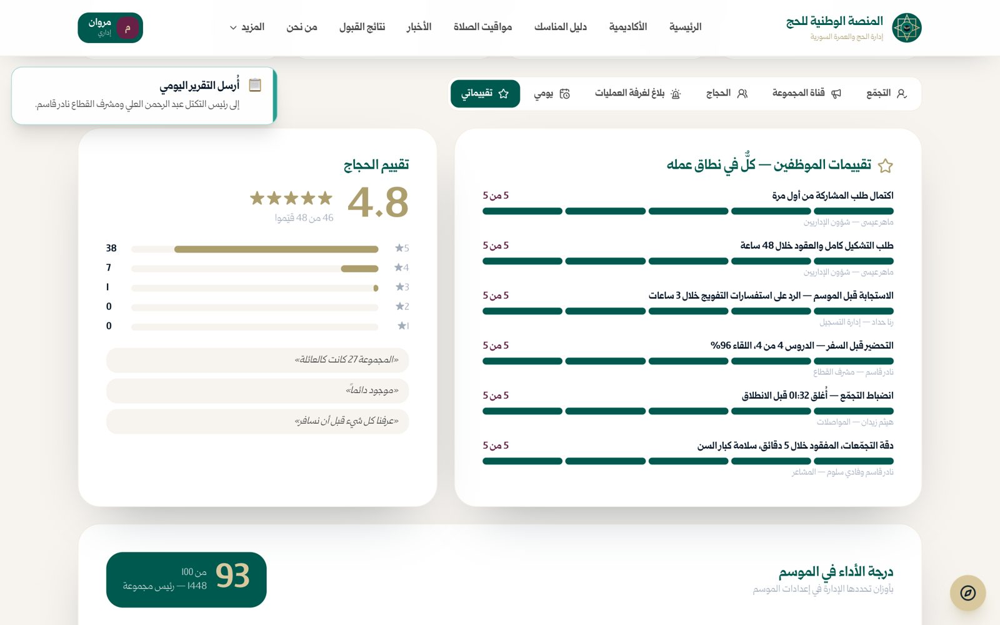 المنصة الوطنية للحج
إدارة الحج والعمرة السورية
الرئيسية
الأكاديمية
دليل المناسك
مواقيت الصلاة
الأخبار
نتائج القبول
من نحن
المزيد
م
مروان
إداري
أُرسل التقرير اليومي
إلى رئيس التكتل عبد الرحمن العلي ومشرف القطاع نادر قاسم.
التجمّع
قناة المجموعة
الحجاج
بلاغ لغرفة العمليات
يومي
تقييماتي
تقييمات الموظفين — كلٌّ في نطاق عمله
اكتمال طلب المشاركة من أول مرة
5 من 5
ماهر عيسى — شؤون الإداريين
طلب التشكيل كامل والعقود خلال 48 ساعة
5 من 5
ماهر عيسى — شؤون الإداريين
الاستجابة قبل الموسم — الرد على استفسارات التفويج خلال 3 ساعات
5 من 5
رنا حداد — إدارة التسجيل
التحضير قبل السفر — الدروس 4 من 4، اللقاء 96%
5 من 5
نادر قاسم — مشرف القطاع
انضباط التجمّع — أُغلق 01:32 قبل الانطلاق
5 من 5
هيثم زيدان — المواصلات
دقة التجمّعات، المفقود خلال 5 دقائق، سلامة كبار السن
5 من 5
نادر قاسم وفادي سلوم — المشاعر
تقييم الحجاج
4.8
★★★★★
46 من 48 قيّموا
5★ 38
4★ 7
3★ 1
2★ 0
1★ 0
«المجموعة 27 كانت كالعائلة»
«موجود دائماً»
«عرفنا كل شيء قبل أن نسافر»
درجة الأداء في الموسم
بأوزان تحددها الإدارة في إعدادات الموسم
93
من 100
1448 — رئيس مجموعة